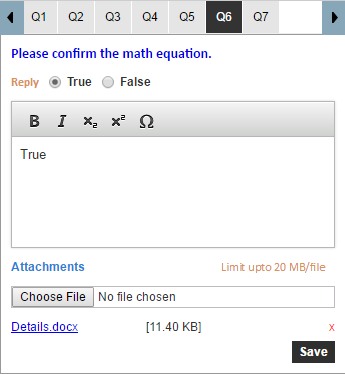 Q1 Q2 Q3 Q4 Q5 Q6 Q7
Please confirm the math equation.
Reply True False
B I ×₂ ×² Ω
True
Attachments Limit upto 20 MB/file
Choose File No file chosen
Details.docx [11.40 KB] x
Save